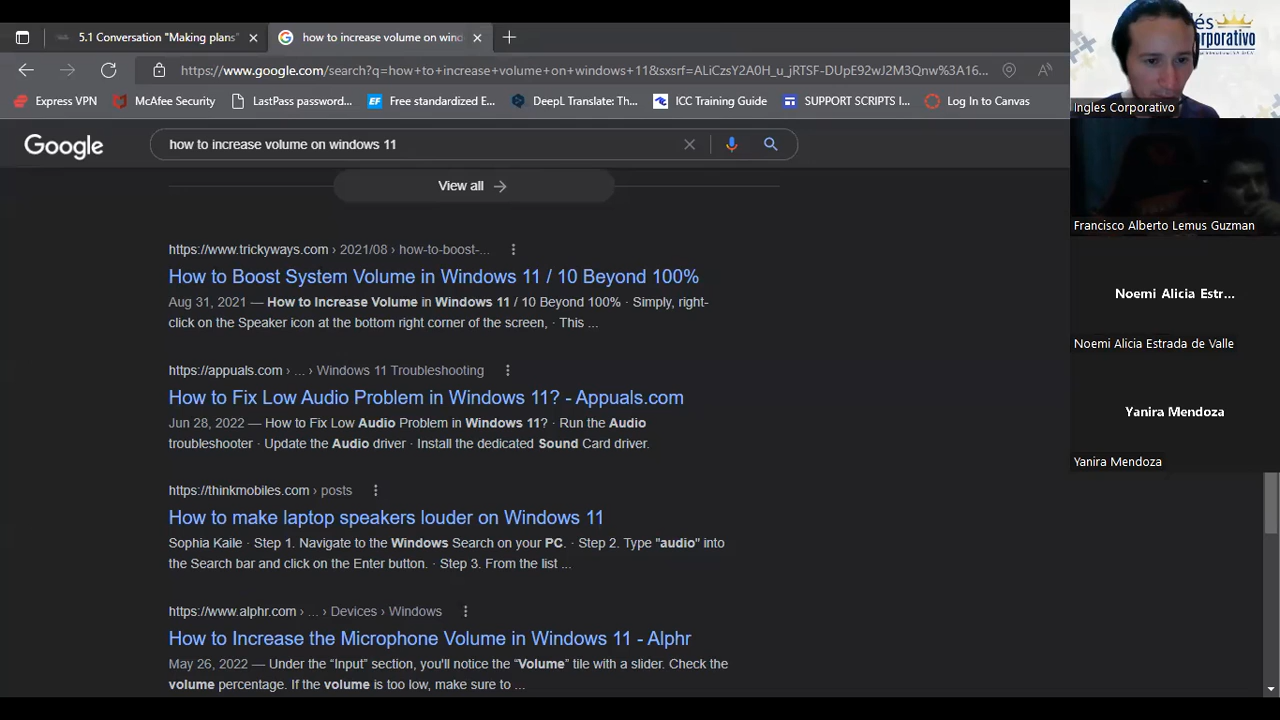 5.1 Conversation "Making plans"
how to increase volume on wind
https://www.google.com/search?q=how+to+increase+volume+on+windows+11&sxsrf=ALiCzsY2A0H_u_jRTSF-DUpE92wJ2M3Qnw%3A16...
Express VPN
McAfee Security
LastPass password...
Free standardized E...
DeepL Translate: Th...
ICC Training Guide
SUPPORT SCRIPTS I...
Log In to Canvas
Google
how to increase volume on windows 11
View all
https://www.trickyways.com › 2021/08 › how-to-boost-...
How to Boost System Volume in Windows 11 / 10 Beyond 100%
Aug 31, 2021 — How to Increase Volume in Windows 11 / 10 Beyond 100% · Simply, right-
click on the Speaker icon at the bottom right corner of the screen, · This ...
https://appuals.com › ... › Windows 11 Troubleshooting
How to Fix Low Audio Problem in Windows 11? - Appuals.com
Jun 28, 2022 — How to Fix Low Audio Problem in Windows 11? · Run the Audio
troubleshooter · Update the Audio driver · Install the dedicated Sound Card driver.
https://thinkmobiles.com › posts
How to make laptop speakers louder on Windows 11
Sophia Kaile · Step 1. Navigate to the Windows Search on your PC. · Step 2. Type "audio" into
the Search bar and click on the Enter button. · Step 3. From the list ...
https://www.alphr.com › ... › Devices › Windows
How to Increase the Microphone Volume in Windows 11 - Alphr
May 26, 2022 — Under the “Input” section, you'll notice the “Volume” tile with a slider. Check the
volume percentage. If the volume is too low, make sure to ...
Ingles Corporativo
Francisco Alberto Lemus Guzman
Noemi Alicia Estr...
Noemi Alicia Estrada de Valle
Yanira Mendoza
Yanira Mendoza